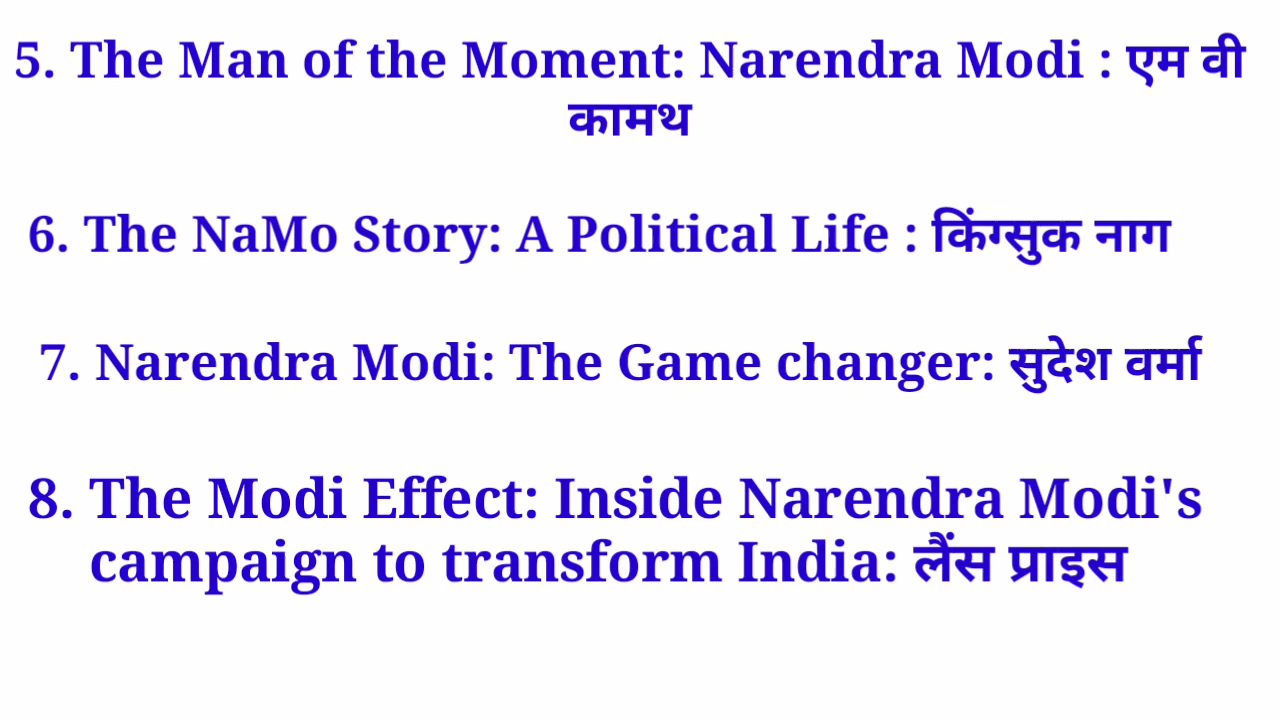 5. The Man of the Moment: Narendra Modi : एम वी
कामथ
6. The NaMo Story: A Political Life : किंग्सुक नाग
7. Narendra Modi: The Game changer: सुदेश वर्मा
8. The Modi Effect: Inside Narendra Modi's
campaign to transform India: लैंस प्राइस